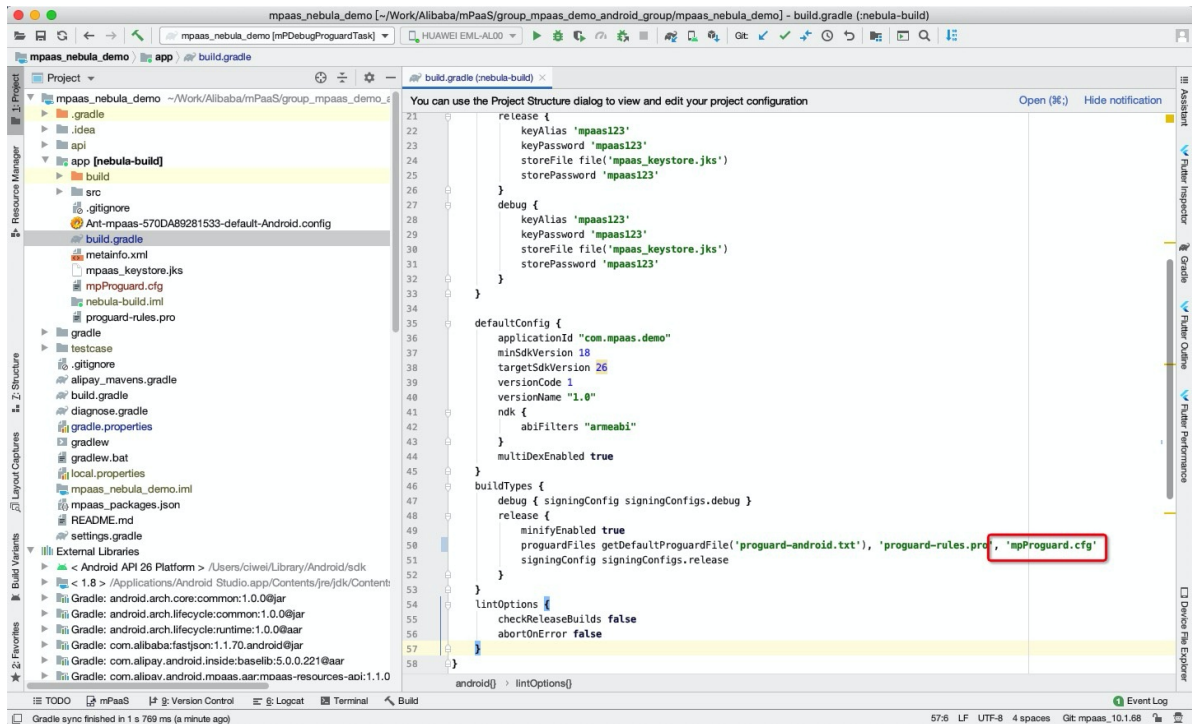 mpaas_nebula_demo [~/Work/Alibaba/mPaaS/group_mpaas_demo_android_group/mpaas_nebula_demo] - build.gradle (:nebula-build)
mpaas_nebula_demo [mPDebugProguardTask]
HUAWEI EML-AL00
Git:
mpaas_nebula_demo
app
build.gradle
1: Project
Resource Manager
Z: Structure
Layout Captures
Build Variants
2: Favorites
Project
mpaas_nebula_demo ~/Work/Alibaba/mPaaS/group_mpaas_demo_a
.gradle
.idea
api
app [nebula-build]
build
src
.gitignore
Ant-mpaas-570DA89281533-default-Android.config
build.gradle
metainfo.xml
mpaas_keystore.jks
mpProguard.cfg
nebula-build.iml
proguard-rules.pro
gradle
testcase
.gitignore
alipay_mavens.gradle
build.gradle
diagnose.gradle
gradle.properties
gradlew
gradlew.bat
local.properties
mpaas_nebula_demo.iml
mpaas_packages.json
README.md
settings.gradle
External Libraries
< Android API 26 Platform > /Users/ciwei/Library/Android/sdk
< 1.8 > /Applications/Android Studio.app/Contents/jre/jdk/Content
Gradle: android.arch.core:common:1.0.0@jar
Gradle: android.arch.lifecycle:common:1.0.0@jar
Gradle: android.arch.lifecycle:runtime:1.0.0@aar
Gradle: com.alibaba:fastjson:1.1.70.android@jar
Gradle: com.alipay.android.inside:baselib:5.0.0.221@aar
Gradle: com.alipay.android.mpaas.aar:mpaas-resources-api:1.1.0
build.gradle (:nebula-build)
You can use the Project Structure dialog to view and edit your project configuration
Open (⌘;) Hide notification
21 release {
22 keyAlias 'mpaas123'
23 keyPassword 'mpaas123'
24 storeFile file('mpaas_keystore.jks')
25 storePassword 'mpaas123'
26 }
27 debug {
28 keyAlias 'mpaas123'
29 keyPassword 'mpaas123'
30 storeFile file('mpaas_keystore.jks')
31 storePassword 'mpaas123'
32 }
33 }
34
35 defaultConfig {
36 applicationId "com.mpaas.demo"
37 minSdkVersion 18
38 targetSdkVersion 26
39 versionCode 1
40 versionName "1.0"
41 ndk {
42 abiFilters "armeabi"
43 }
44 multiDexEnabled true
45 }
46 buildTypes {
47 debug { signingConfig signingConfigs.debug }
48 release {
49 minifyEnabled true
50 proguardFiles getDefaultProguardFile('proguard-android.txt'), 'proguard-rules.pro', 'mpProguard.cfg'
51 signingConfig signingConfigs.release
52 }
53 }
54 lintOptions {
55 checkReleaseBuilds false
56 abortOnError false
57 }
58 }
android{} › lintOptions{}
Assistant
Flutter Inspector
Gradle
Flutter Outline
Flutter Performance
Device File Explorer
TODO
mPaaS
9: Version Control
6: Logcat
Terminal
Build
1 Event Log
Gradle sync finished in 1 s 769 ms (a minute ago)
57:6 LF UTF-8 4 spaces Git: mpaas_10.1.68